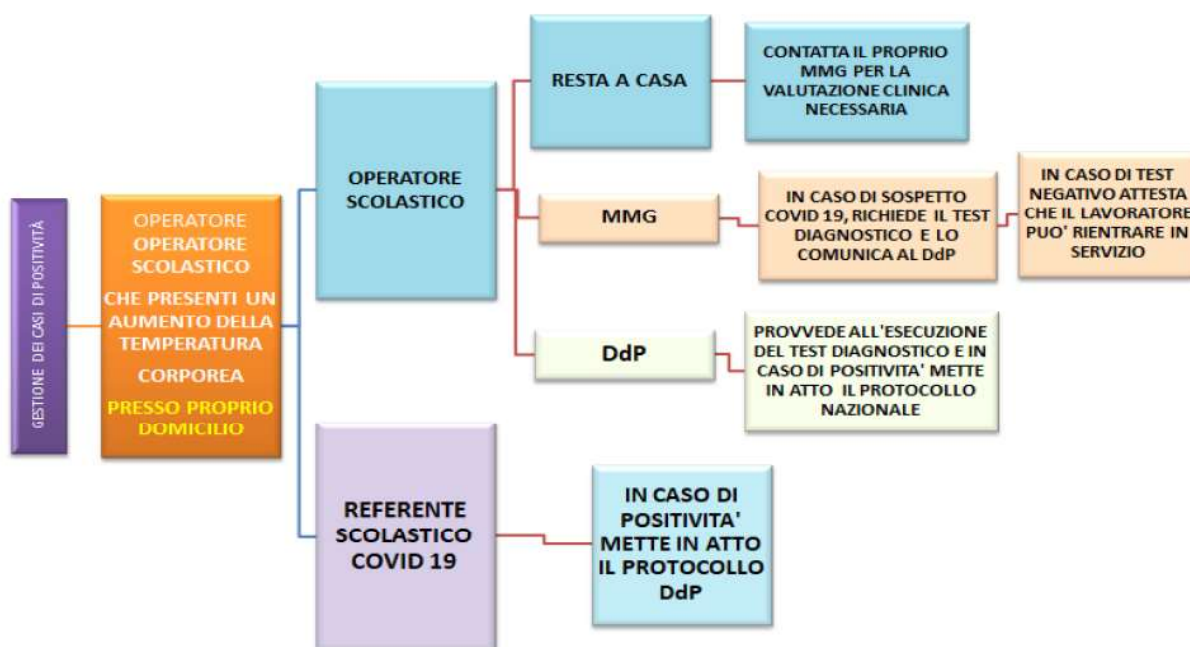 GESTIONE DEI CASI DI POSITIVITÀ
OPERATORE
OPERATORE
SCOLASTICO
CHE PRESENTI UN
AUMENTO DELLA
TEMPERATURA
CORPOREA
PRESSO PROPRIO
DOMICILIO
OPERATORE
SCOLASTICO
RESTA A CASA
CONTATTA IL PROPRIO
MMG PER LA
VALUTAZIONE CLINICA
NECESSARIA
MMG
IN CASO DI SOSPETTO
COVID 19, RICHIEDE IL TEST
DIAGNOSTICO E LO
COMUNICA AL DdP
IN CASO DI TEST
NEGATIVO ATTESTA
CHE IL LAVORATORE
PUO' RIENTRARE IN
SERVIZIO
DdP
PROVVEDE ALL'ESECUZIONE
DEL TEST DIAGNOSTICO E IN
CASO DI POSITIVITA' METTE
IN ATTO IL PROTOCOLLO
NAZIONALE
REFERENTE
SCOLASTICO
COVID 19
IN CASO DI
POSITIVITA'
METTE IN ATTO
IL PROTOCOLLO
DdP